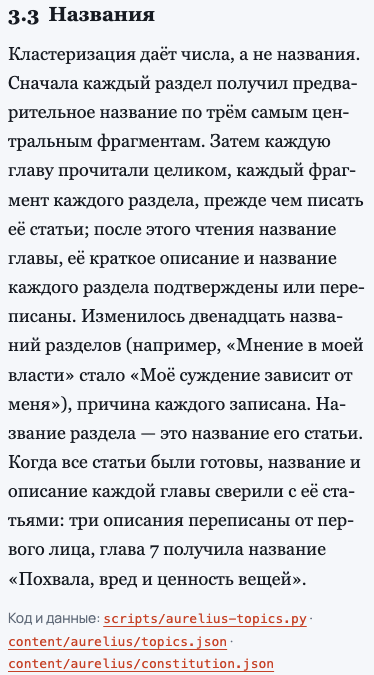 3.3 Названия
Кластеризация даёт числа, а не названия.
Сначала каждый раздел получил предва-
рительное название по трём самым цен-
тральным фрагментам. Затем каждую
главу прочитали целиком, каждый фраг-
мент каждого раздела, прежде чем писать
её статьи; после этого чтения название
главы, её краткое описание и название
каждого раздела подтверждены или пере-
писаны. Изменилось двенадцать назва-
ний разделов (например, «Мнение в моей
власти» стало «Моё суждение зависит от
меня»), причина каждого записана. На-
звание раздела — это название его статьи.
Когда все статьи были готовы, название и
описание каждой главы сверили с её ста-
тьями: три описания переписаны от пер-
вого лица, глава 7 получила название
«Похвала, вред и ценность вещей».
Код и данные: scripts/aurelius-topics.py ·
content/aurelius/topics.json ·
content/aurelius/constitution.json